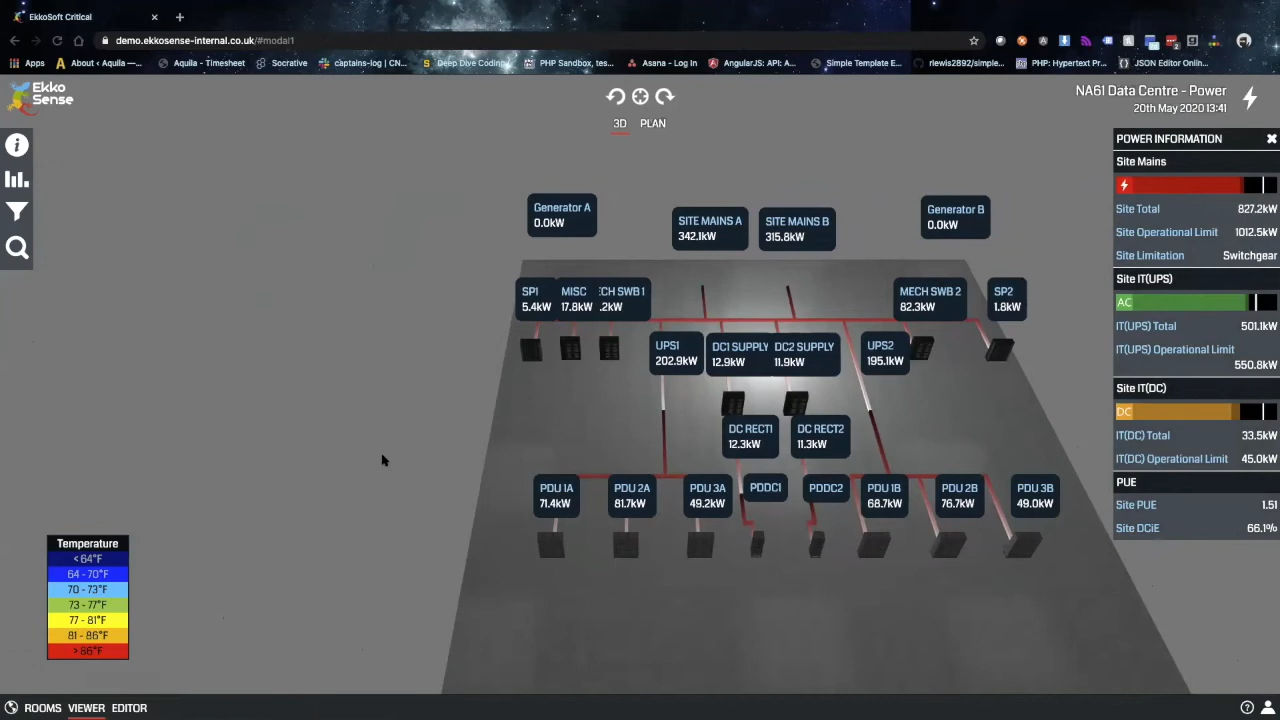 EkkoSoft Critical
demo.ekkosense-internal.co.uk/#modal1
Apps
About — Aquila —...
Aquila - Timesheet
Socrative
captains-log | CN...
Deep Dive Coding
PHP Sandbox, tes...
Asana - Log In
AngularJS: API: A...
Simple Template E...
rlewis2892/simple...
PHP: Hypertext Pr...
JSON Editor Onlin...
Ekko
Sense
3D PLAN
NA61 Data Centre - Power
20th May 2020 13:41
POWER INFORMATION
Site Mains
Site Total 827.2kW
Site Operational Limit 1012.5kW
Site Limitation Switchgear
Site IT(UPS)
AC
IT(UPS) Total 501.1kW
IT(UPS) Operational Limit
550.8kW
Site IT(DC)
DC
IT(DC) Total 33.5kW
IT(DC) Operational Limit 45.0kW
PUE
Site PUE 1.51
Site DCiE 66.1%
Generator A
0.0kW
SITE MAINS A
342.1kW
SITE MAINS B
315.8kW
Generator B
0.0kW
SP1
5.4kW
MISC
17.8kW
ECH SWB 1
.2kW
MECH SWB 2
82.3kW
SP2
1.8kW
UPS1
202.9kW
DC1 SUPPLY
12.9kW
DC2 SUPPLY
11.9kW
UPS2
195.1kW
DC RECT1
12.3kW
DC RECT2
11.3kW
PDU 1A
71.4kW
PDU 2A
81.7kW
PDU 3A
49.2kW
PDDC1
PDDC2
PDU 1B
68.7kW
PDU 2B
76.7kW
PDU 3B
49.0kW
Temperature
< 64°F
64 - 70°F
70 - 73°F
73 - 77°F
77 - 81°F
81 - 86°F
> 86°F
ROOMS VIEWER EDITOR